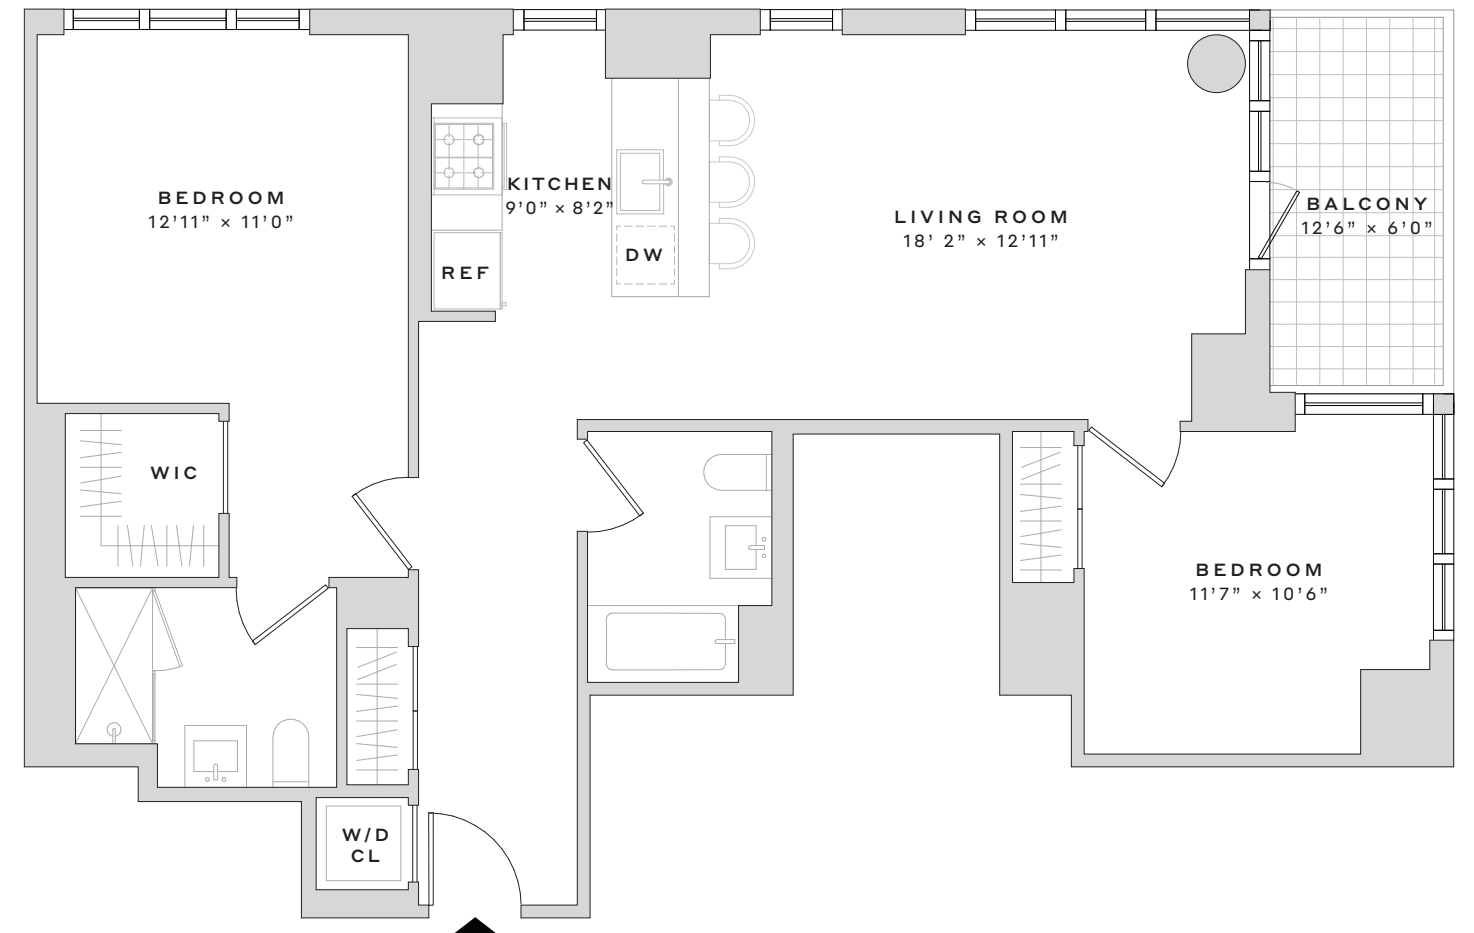 BEDROOM
12’11” × 11’0”
KITCHEN
9’0” × 8’2”
REF
DW
LIVING ROOM
18’ 2” × 12’11”
BALCONY
12’6” × 6’0”
WIC
BEDROOM
11’7” × 10’6”
W/D
CL